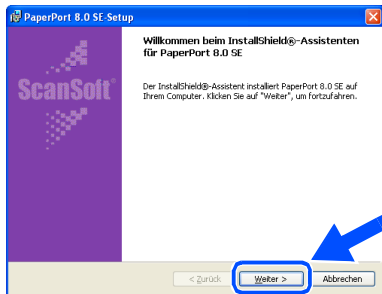 PaperPort 8.0 SE-Setup
Willkommen beim InstallShield®-Assistenten
für PaperPort 8.0 SE
ScanSoft®
Der InstallShield®-Assistent installiert PaperPort 8.0 SE auf
Ihrem Computer. Klicken Sie auf "Weiter", um fortzufahren.
< Zurück Weiter > Abbrechen